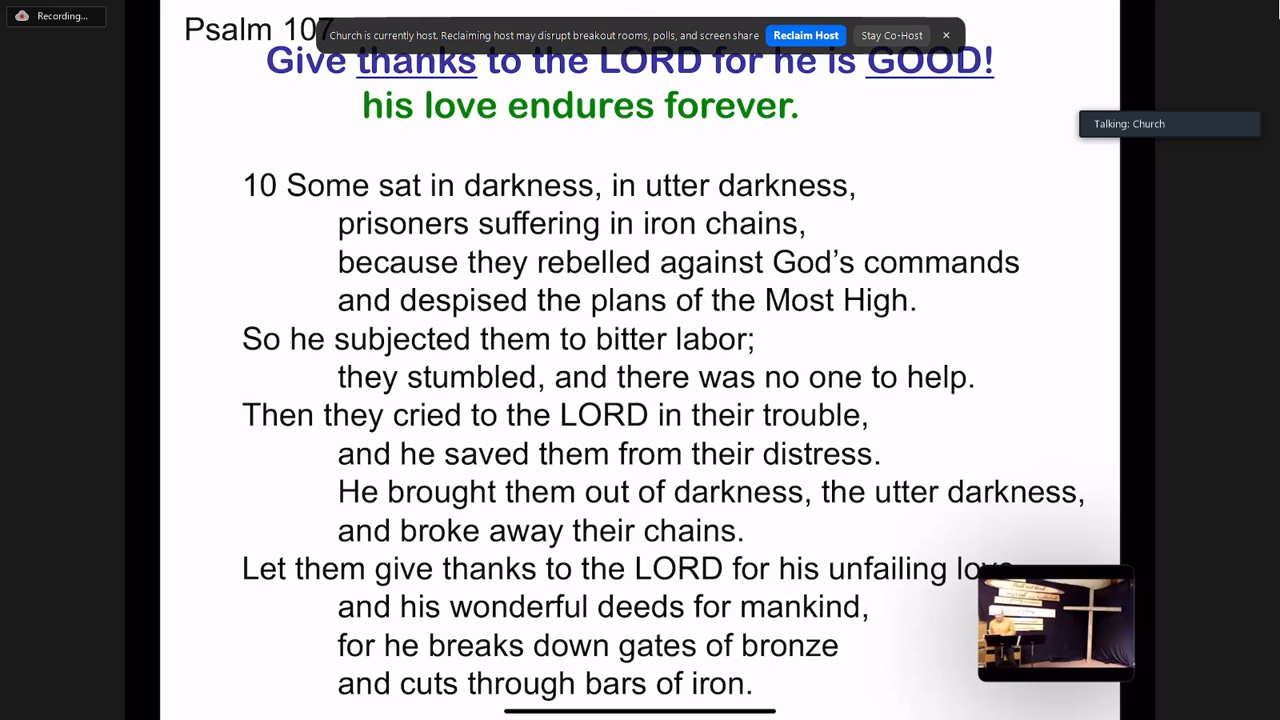 Recording...
Psalm 107
Church is currently host. Reclaiming host may disrupt breakout rooms, polls, and screen share Reclaim Host Stay Co-Host ×
Give thanks to the LORD for he is GOOD!
his love endures forever.
Talking: Church
10 Some sat in darkness, in utter darkness,
prisoners suffering in iron chains,
because they rebelled against God’s commands
and despised the plans of the Most High.
So he subjected them to bitter labor;
they stumbled, and there was no one to help.
Then they cried to the LORD in their trouble,
and he saved them from their distress.
He brought them out of darkness, the utter darkness,
and broke away their chains.
Let them give thanks to the LORD for his unfailing love
and his wonderful deeds for mankind,
for he breaks down gates of bronze
and cuts through bars of iron.